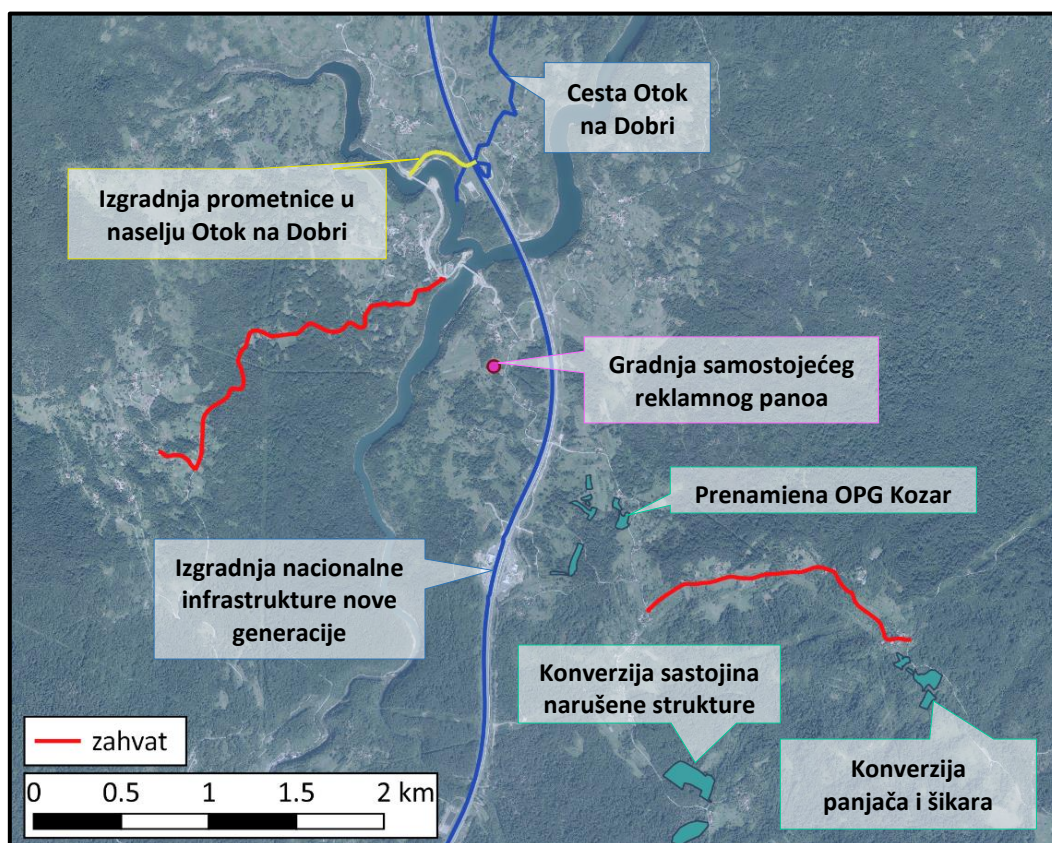 Cesta Otok
na Dobri
Izgradnja prometnice u
naselju Otok na Dobri
Gradnja samostojećeg
reklamnog panoa
Prenamjena OPG Kozar
Izgradnja nacionalne
infrastrukture nove
generacije
Konverzija sastojina
narušene strukture
Konverzija
panjača i šikara
zahvat
0 0.5 1 1.5 2 km